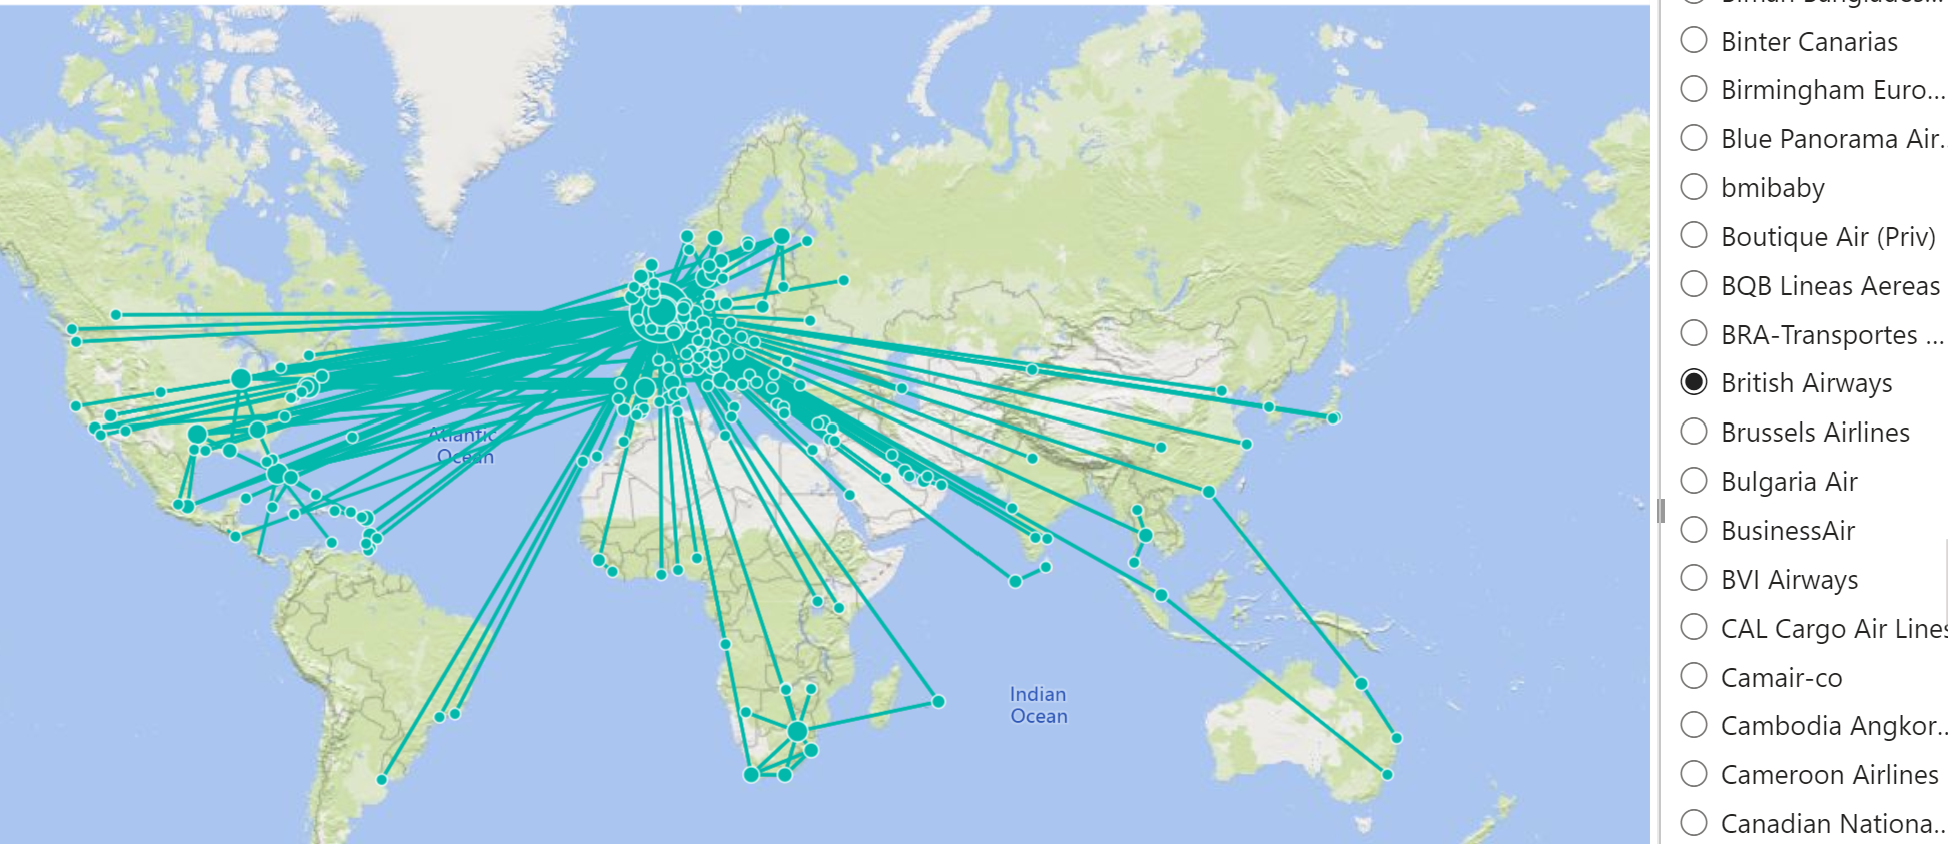 Atlantic
Ocean
Indian
Ocean
Binter Canarias
Birmingham Euro...
Blue Panorama Air..
bmibaby
Boutique Air (Priv)
BQB Lineas Aereas
BRA-Transportes ...
British Airways
Brussels Airlines
Bulgaria Air
BusinessAir
BVI Airways
CAL Cargo Air Lines
Camair-co
Cambodia Angkor..
Cameroon Airlines
Canadian Nationa..